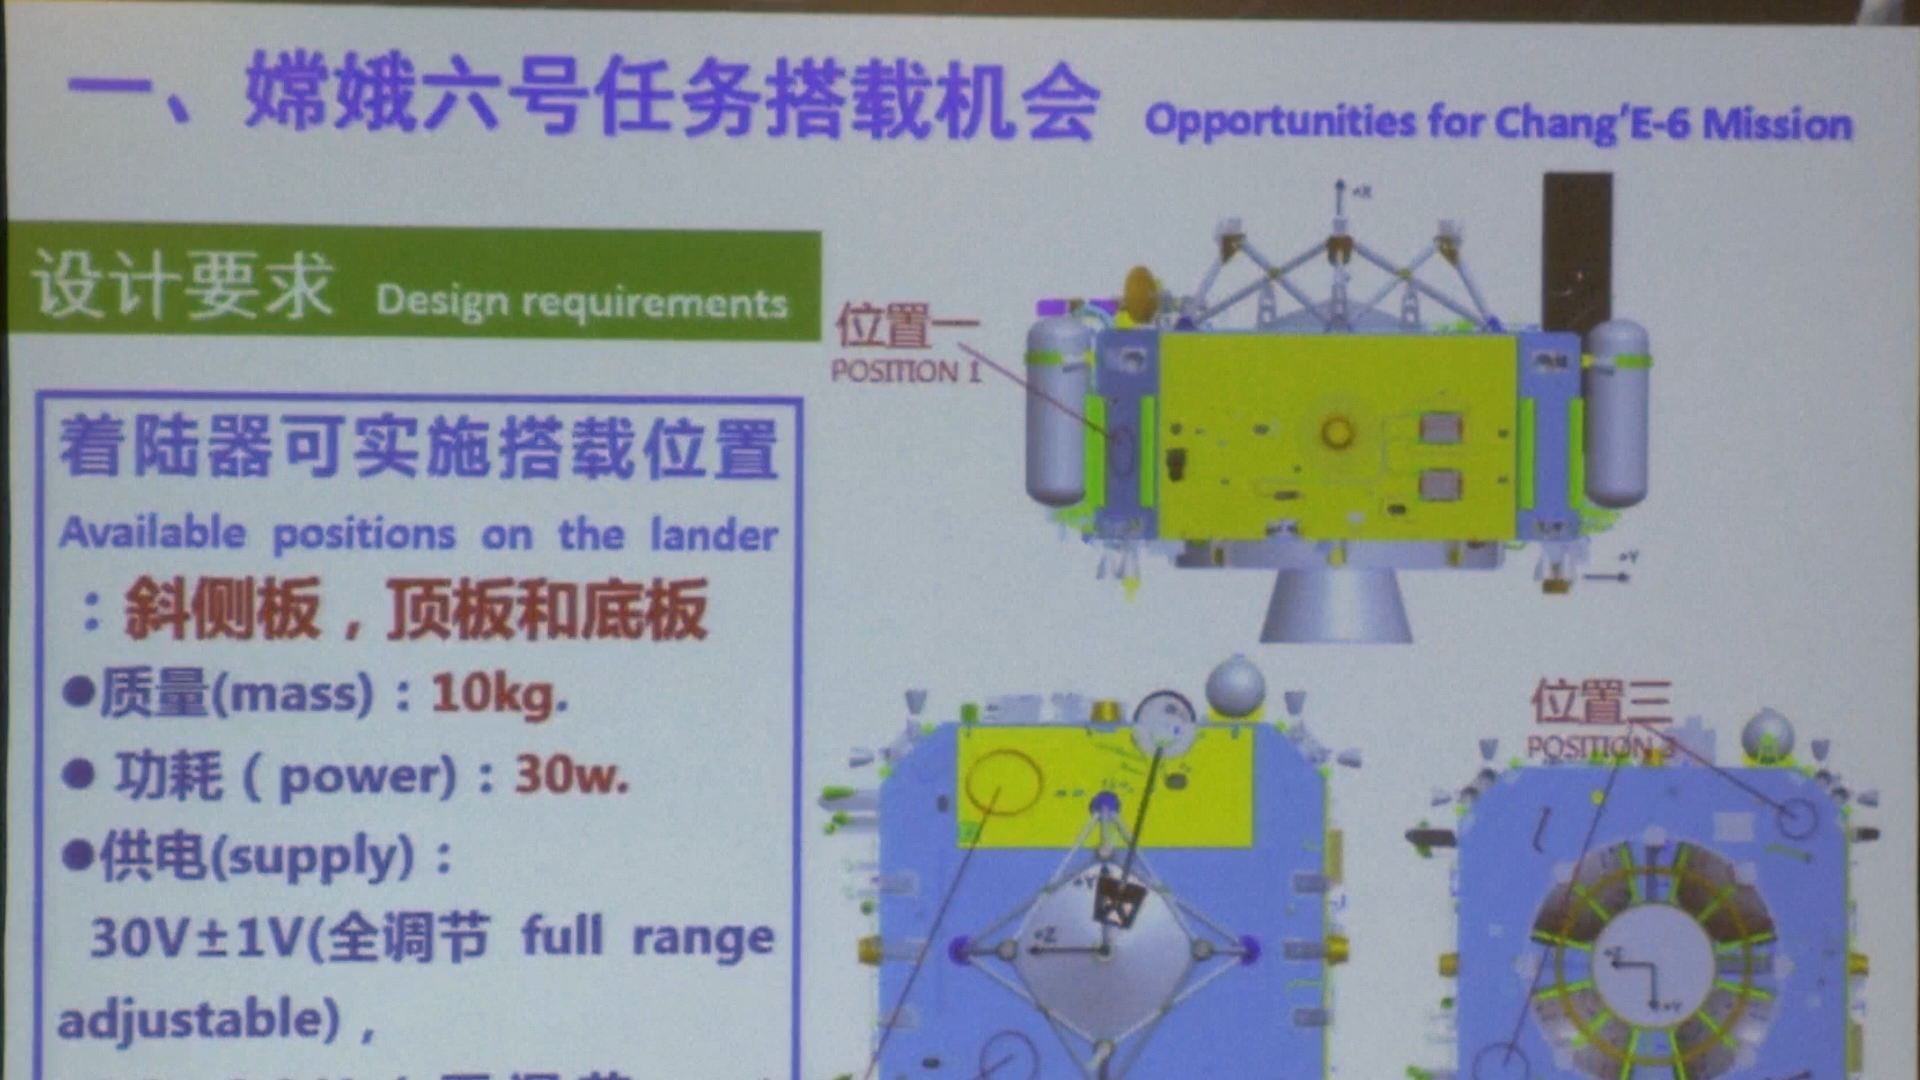 一、嫦娥六号任务搭载机会 Opportunities for Chang'E-6 Mission
设计要求 Design requirements
着陆器可实施搭载位置
Available positions on the lander
：斜侧板，顶板和底板
●质量(mass)：10kg.
● 功耗 ( power)：30w.
●供电(supply)：
30V±1V(全调节 full range
adjustable)，
位置一
POSITION 1
+X
+Y
位置三
POSITION 3
+Z
+Y